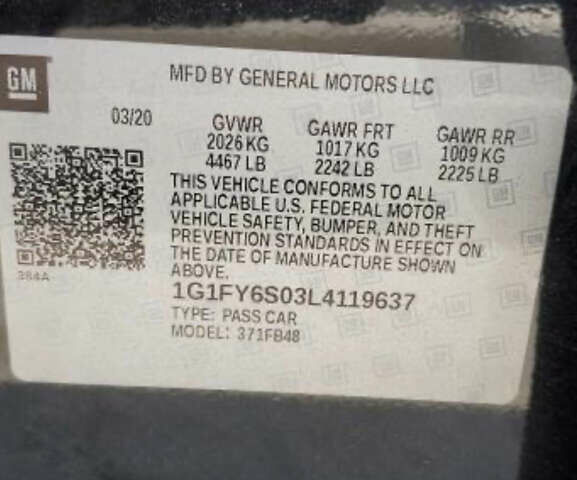 GM
MFD BY GENERAL MOTORS LLC
03/20
GVWR GAWR FRT GAWR RR
2026 KG 1017 KG 1009 KG
4467 LB 2242 LB 2225 LB
THIS VEHICLE CONFORMS TO ALL
APPLICABLE U.S. FEDERAL MOTOR
VEHICLE SAFETY, BUMPER, AND THEFT
PREVENTION STANDARDS IN EFFECT ON
THE DATE OF MANUFACTURE SHOWN
ABOVE.
384A
1G1FY6S03L4119637
TYPE: PASS CAR
MODEL: 371FB48